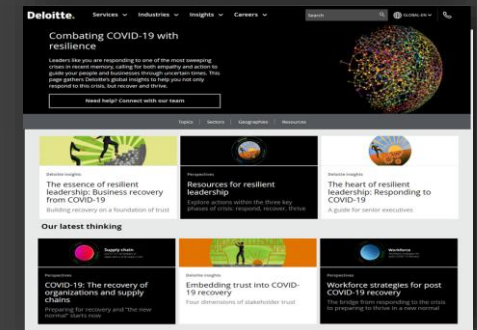 Deloitte. Services Industries Insights Careers Search GLOBAL-EN
Combating COVID-19 with
resilience
Leaders like you are responding to one of the most sweeping
crises in recent memory, calling for both empathy and action to
guide your people and businesses through uncertain times. This
page gathers Deloitte's global insights to help you not only
respond to this crisis, but recover and thrive.
Need help? Connect with our team
Topics | Sectors | Geographies | Resources
Deloitte Insights
The essence of resilient
leadership: Business recovery
from COVID-19
Building recovery on a foundation of trust
Perspectives
Resources for resilient
leadership
Explore actions within the three key
phases of crisis: respond, recover, thrive
Deloitte Insights
The heart of resilient
leadership: Responding to
COVID-19
A guide for senior executives
Our latest thinking
Supply chain
Perspectives
COVID-19: The recovery of
organizations and supply
chains
Preparing for recovery and "the new
normal" starts now
Deloitte Insights
Embedding trust into COVID-
19 recovery
Four dimensions of stakeholder trust
Workforce
Perspectives
Workforce strategies for post
COVID-19 recovery
The bridge from responding to the crisis
to preparing to thrive in a new normal